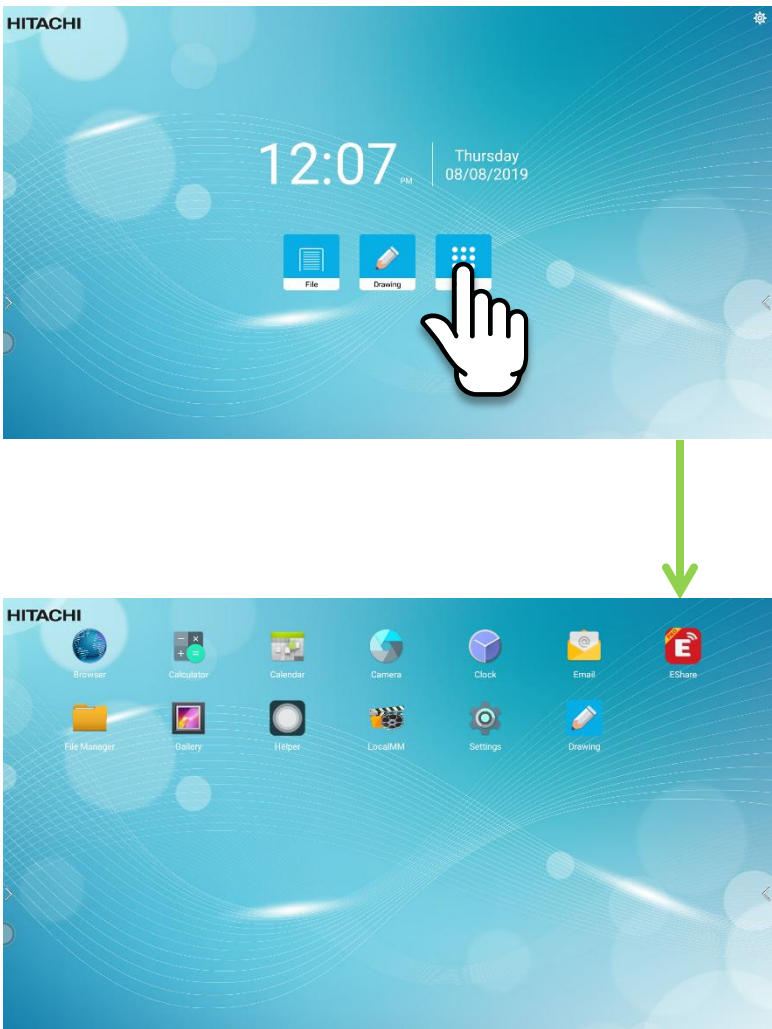 HITACHI
12:07 PM
Thursday
08/08/2019
File
Drawing
HITACHI
Browser
Calculator
Calendar
Camera
Clock
Email
EShare
File Manager
Gallery
Helper
LocalMM
Settings
Drawing